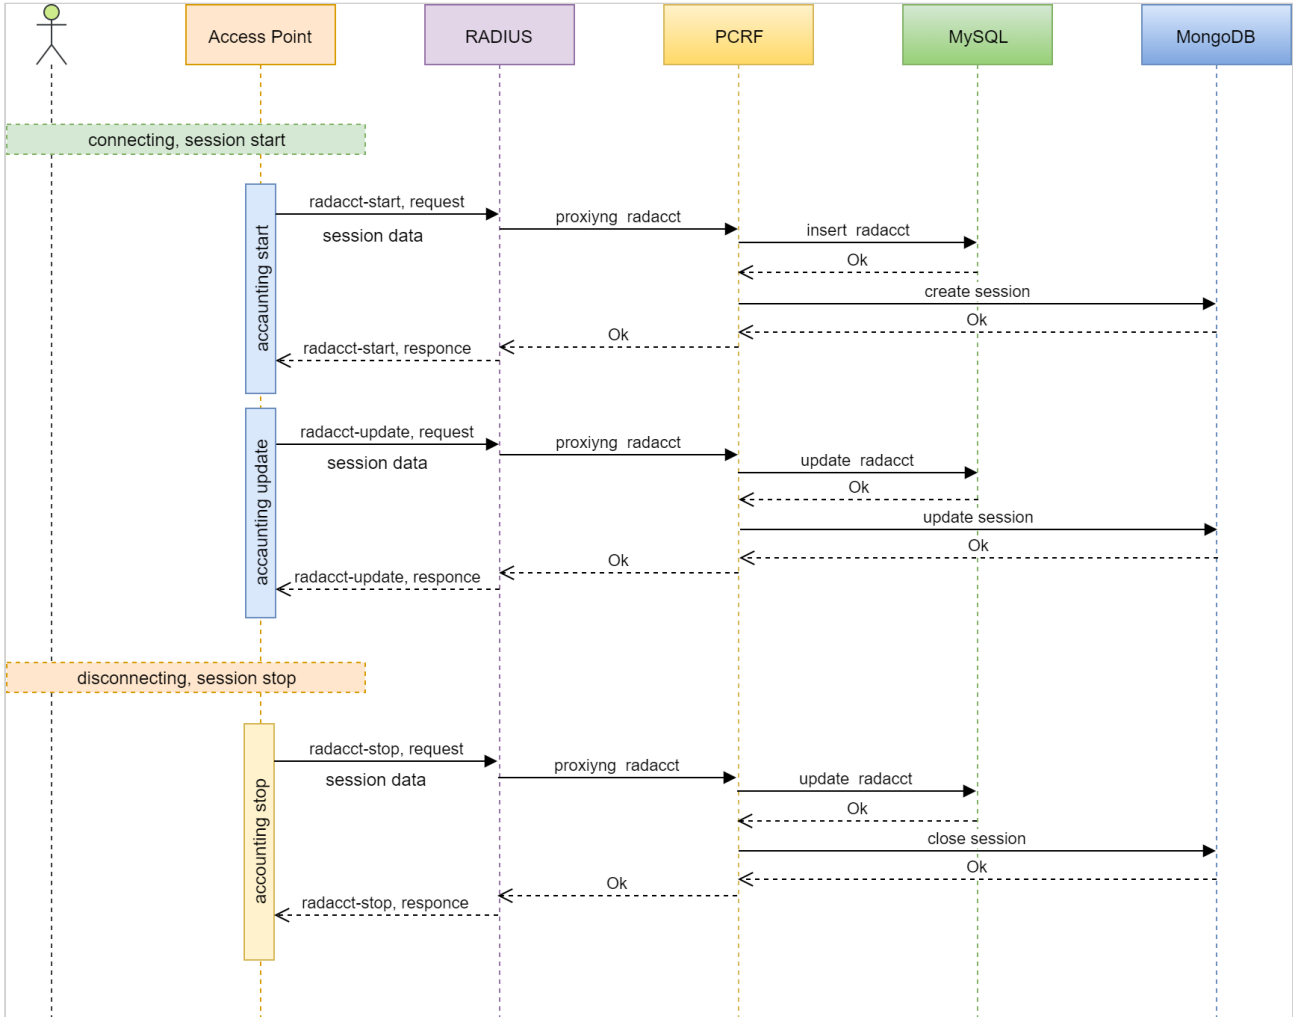 Access Point
RADIUS
PCRF
MySQL
MongoDB
connecting, session start
accaunting start
radacct-start, request
session data
proxiyng radacct
insert radacct
Ok
create session
Ok
Ok
radacct-start, responce
accaunting update
radacct-update, request
session data
proxiyng radacct
update radacct
Ok
update session
Ok
Ok
radacct-update, responce
disconnecting, session stop
accounting stop
radacct-stop, request
session data
proxiyng radacct
update radacct
Ok
close session
Ok
Ok
radacct-stop, responce